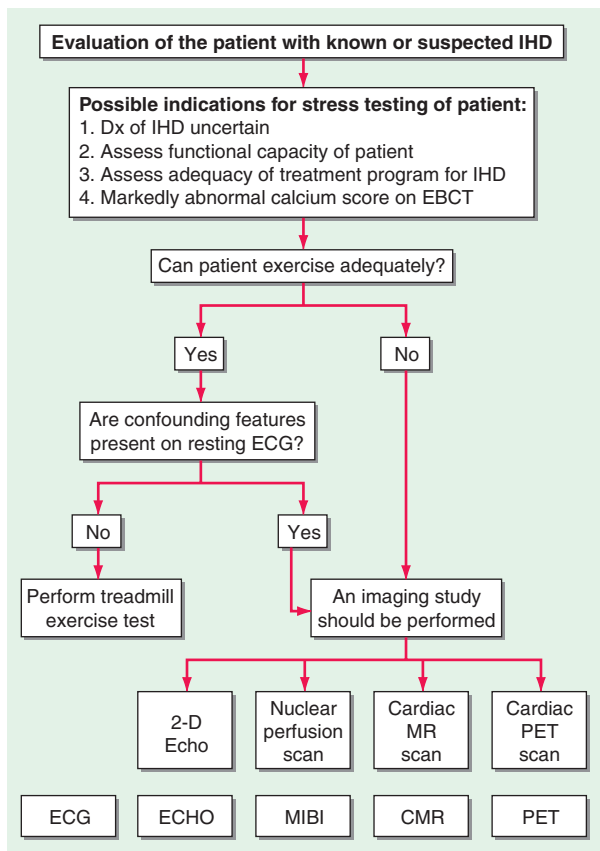 Evaluation of the patient with known or suspected IHD
Possible indications for stress testing of patient:
1. Dx of IHD uncertain
2. Assess functional capacity of patient
3. Assess adequacy of treatment program for IHD
4. Markedly abnormal calcium score on EBCT
Can patient exercise adequately?
Yes
No
Are confounding features
present on resting ECG?
No
Yes
Perform treadmill
exercise test
An imaging study
should be performed
2-D
Echo
Nuclear
perfusion
scan
Cardiac
MR
scan
Cardiac
PET
scan
ECG
ECHO
MIBI
CMR
PET